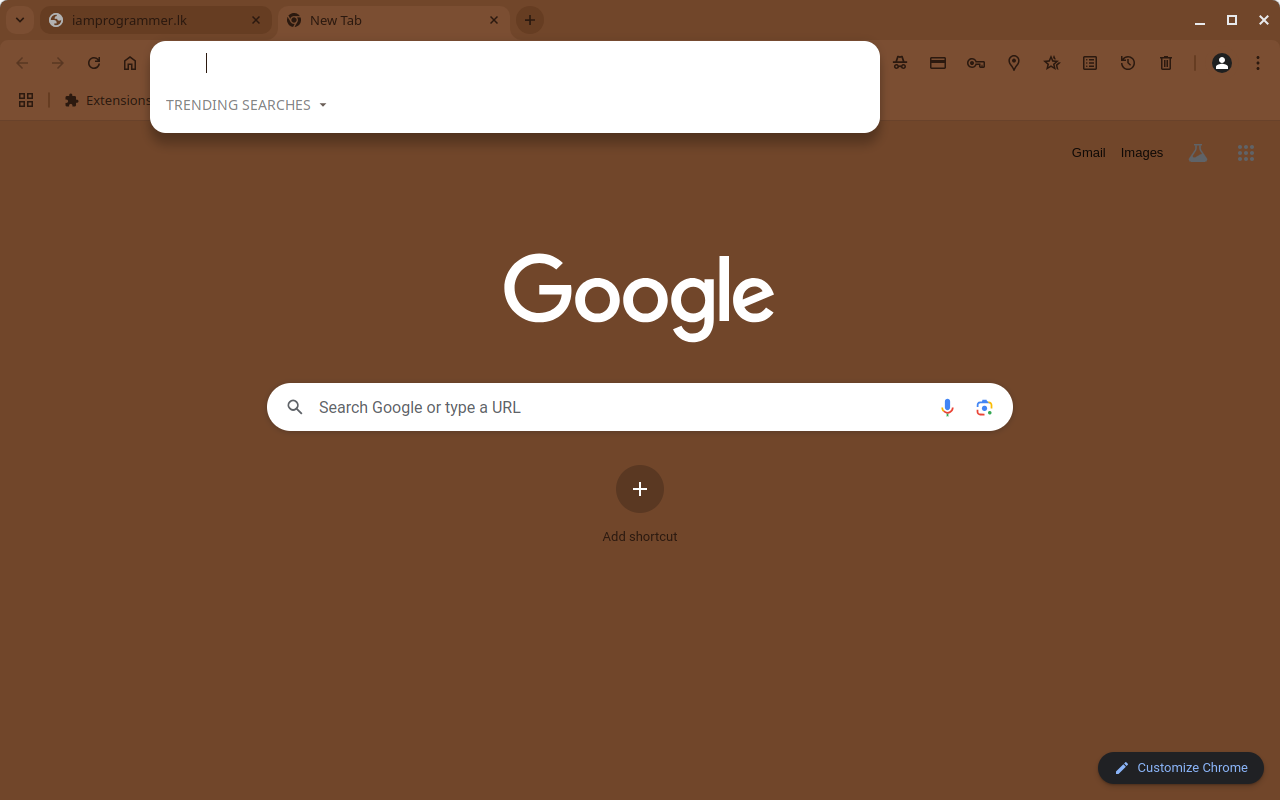 iamprogrammer.lk
New Tab
TRENDING SEARCHES
Extensions
Gmail
Images
Google
Search Google or type a URL
Add shortcut
Customize Chrome